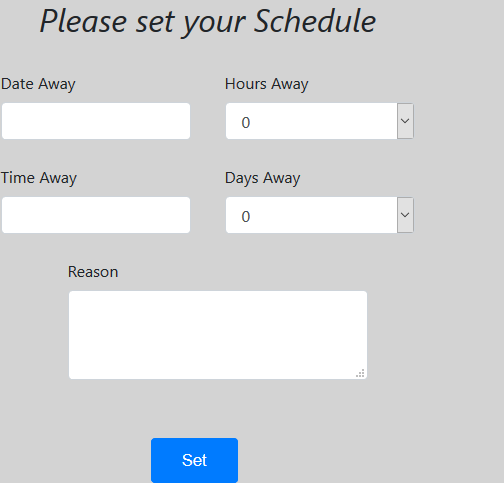 Please set your Schedule
Date Away
Hours Away
0
Time Away
Days Away
0
Reason
Set